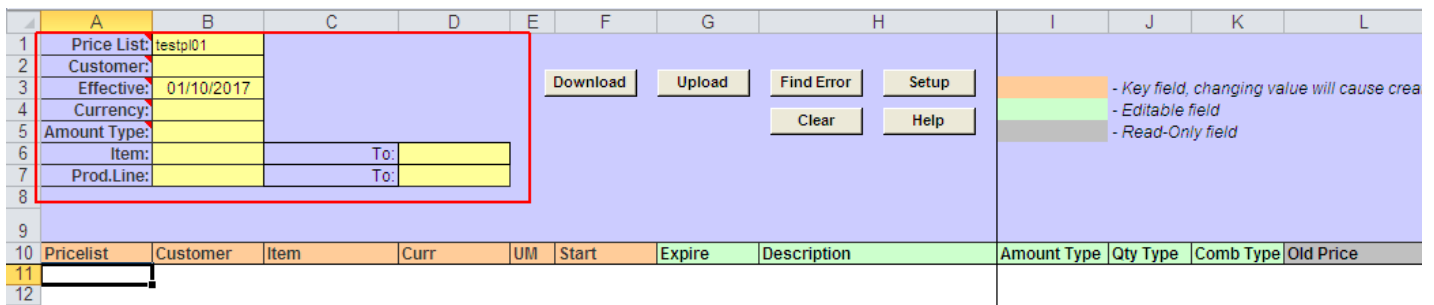 A B C D E F G H I J K L
1 Price List: testpl01
2 Customer:
3 Effective: 01/10/2017 Download Upload Find Error Setup - Key field, changing value will cause crea
4 Currency: - Editable field
5 Amount Type: Clear Help - Read-Only field
6 Item: To:
7 Prod.Line: To:
8
9
10 Pricelist Customer Item Curr UM Start Expire Description Amount Type Qty Type Comb Type Old Price
11
12